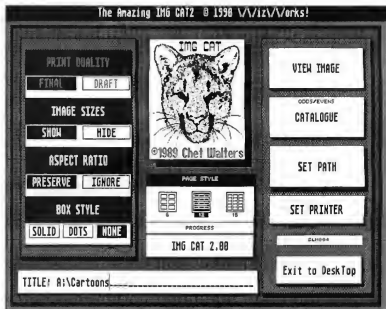 The Amazing IMG CAT2 © 1990 \/\/iz\/\/orks!
PRINT QUALITY
FINAL DRAFT
IMAGE SIZES
SHOW HIDE
ASPECT RATIO
PRESERVE IGNORE
BOX STYLE
SOLID DOTS NONE
IMG CAT
©1989 Chet Walters
PAGE STYLE
6 12 15
PROGRESS
IMG CAT 2.00
VIEW IMAGE
ODDS/EVENS
CATALOGUE
SET PATH
SET PRINTER
Exit to DeskTop
TITLE: A:\Cartoons